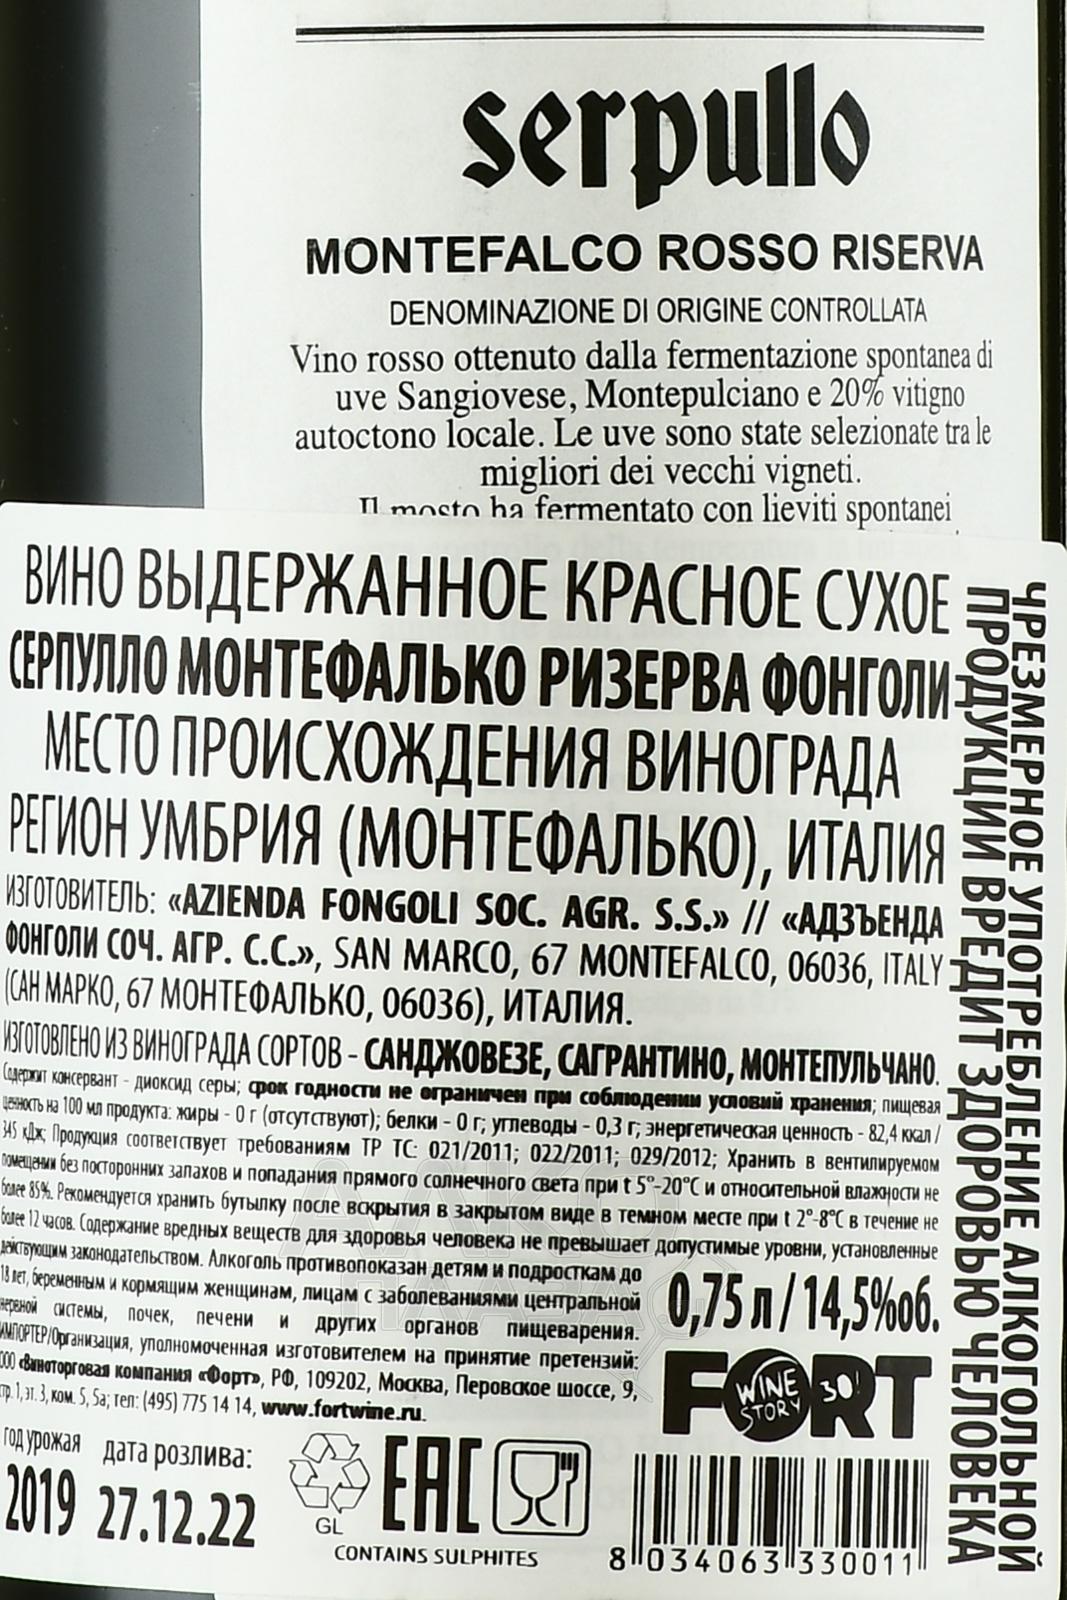 serpullo
MONTEFALCO ROSSO RISERVA
DENOMINAZIONE DI ORIGINE CONTROLLATA
Vino rosso ottenuto dalla fermentazione spontanea di
uve Sangiovese, Montepulciano e 20% vitigno
autoctono locale. Le uve sono state selezionate tra le
migliori dei vecchi vigneti.
Il mosto ha fermentato con lieviti spontanei
ВИНО ВЫДЕРЖАННОЕ КРАСНОЕ СУХОЕ
СЕРПУЛЛО МОНТЕФАЛЬКО РИЗЕРВА ФОНГОЛИ
МЕСТО ПРОИСХОЖДЕНИЯ ВИНОГРАДА
РЕГИОН УМБРИЯ (МОНТЕФАЛЬКО), ИТАЛИЯ
ИЗГОТОВИТЕЛЬ: «AZIENDA FONGOLI SOC. AGR. S.S.» // «АДЗЪЕНДА
ФОНГОЛИ СОЧ. АГР. С.С.», SAN MARCO, 67 MONTEFALCO, 06036, ITALY
(САН МАРКО, 67 МОНТЕФАЛЬКО, 06036), ИТАЛИЯ.
ИЗГОТОВЛЕНО ИЗ ВИНОГРАДА СОРТОВ - САНДЖОВЕЗЕ, САГРАНТИНО, МОНТЕПУЛЬЧАНО.
Содержит консервант - диоксид серы; срок годности не ограничен при соблюдении условий хранения; пищевая
ценность на 100 мл продукта: жиры - 0 г (отсутствуют); белки - 0 г; углеводы - 0,3 г; энергетическая ценность - 82,4 ккал /
345 кДж; Продукция соответствует требованиям ТР ТС: 021/2011; 022/2011; 029/2012; Хранить в вентилируемом
помещении без посторонних запахов и попадания прямого солнечного света при t 5°-20°С и относительной влажности не
более 85%. Рекомендуется хранить бутылку после вскрытия в закрытом виде в темном месте при t 2°-8°С в течение не
более 12 часов. Содержание вредных веществ для здоровья человека не превышает допустимые уровни, установленные
действующим законодательством. Алкоголь противопоказан детям и подросткам до
18 лет, беременным и кормящим женщинам, лицам с заболеваниями центральной
нервной системы, почек, печени и других органов пищеварения.
ИМПОРТЕР/Организация, уполномоченная изготовителем на принятие претензий:
ООО «Виноторговая компания «Форт», РФ, 109202, Москва, Перовское шоссе, 9,
стр. 1, эт. 3, ком. 5, 5а; тел: (495) 775 14 14, www.fortwine.ru.
0,75 л / 14,5%об.
FORT
WINE STORY 30!
год урожая
2019
дата розлива:
27.12.22
GL
EAC
CONTAINS SULPHITES
8 034063 330011
ЧРЕЗМЕРНОЕ УПОТРЕБЛЕНИЕ АЛКОГОЛЬНОЙ
ПРОДУКЦИИ ВРЕДИТ ЗДОРОВЬЮ ЧЕЛОВЕКА